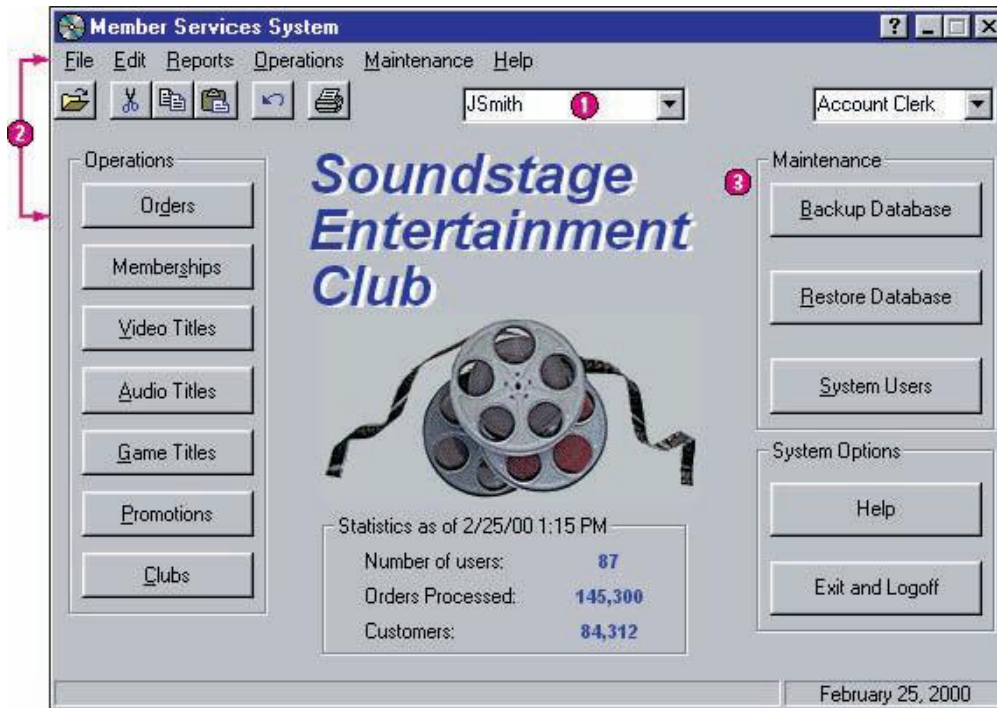 Member Services System
File Edit Reports Operations Maintenance Help
JSmith 1 Account Clerk
2
Operations
Orders
Memberships
Video Titles
Audio Titles
Game Titles
Promotions
Clubs
Soundstage
Entertainment
Club
Statistics as of 2/25/00 1:15 PM
Number of users: 87
Orders Processed: 145,300
Customers: 84,312
3
Maintenance
Backup Database
Restore Database
System Users
System Options
Help
Exit and Logoff
February 25, 2000